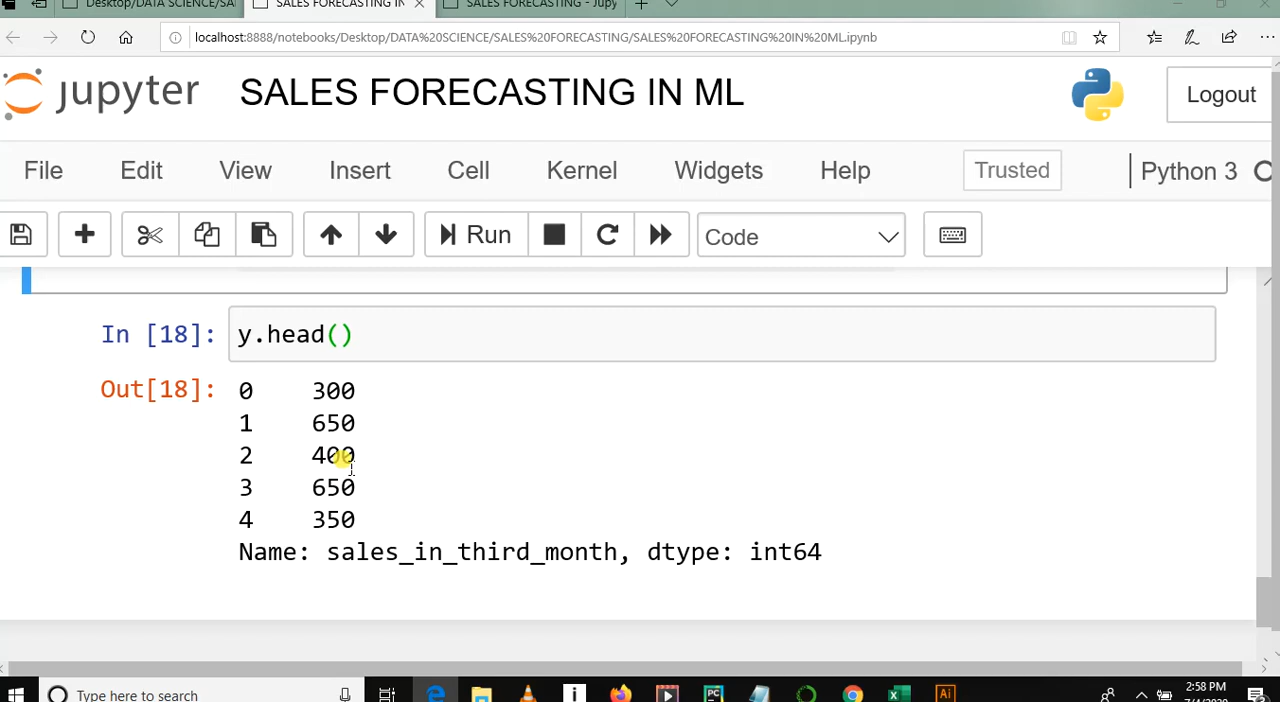 Desktop/DATA SCIENCE/SA
SALES FORECASTING IN
SALES FORECASTING - Jupy
localhost:8888/notebooks/Desktop/DATA%20SCIENCE/SALES%20FORECASTING/SALES%20FORECASTING%20IN%20ML.ipynb
jupyter SALES FORECASTING IN ML Logout
File Edit View Insert Cell Kernel Widgets Help Trusted Python 3
Run Code
In [18]: y.head()
Out[18]: 0 300
1 650
2 400
3 650
4 350
Name: sales_in_third_month, dtype: int64
Type here to search
PC
Ai
2:58 PM